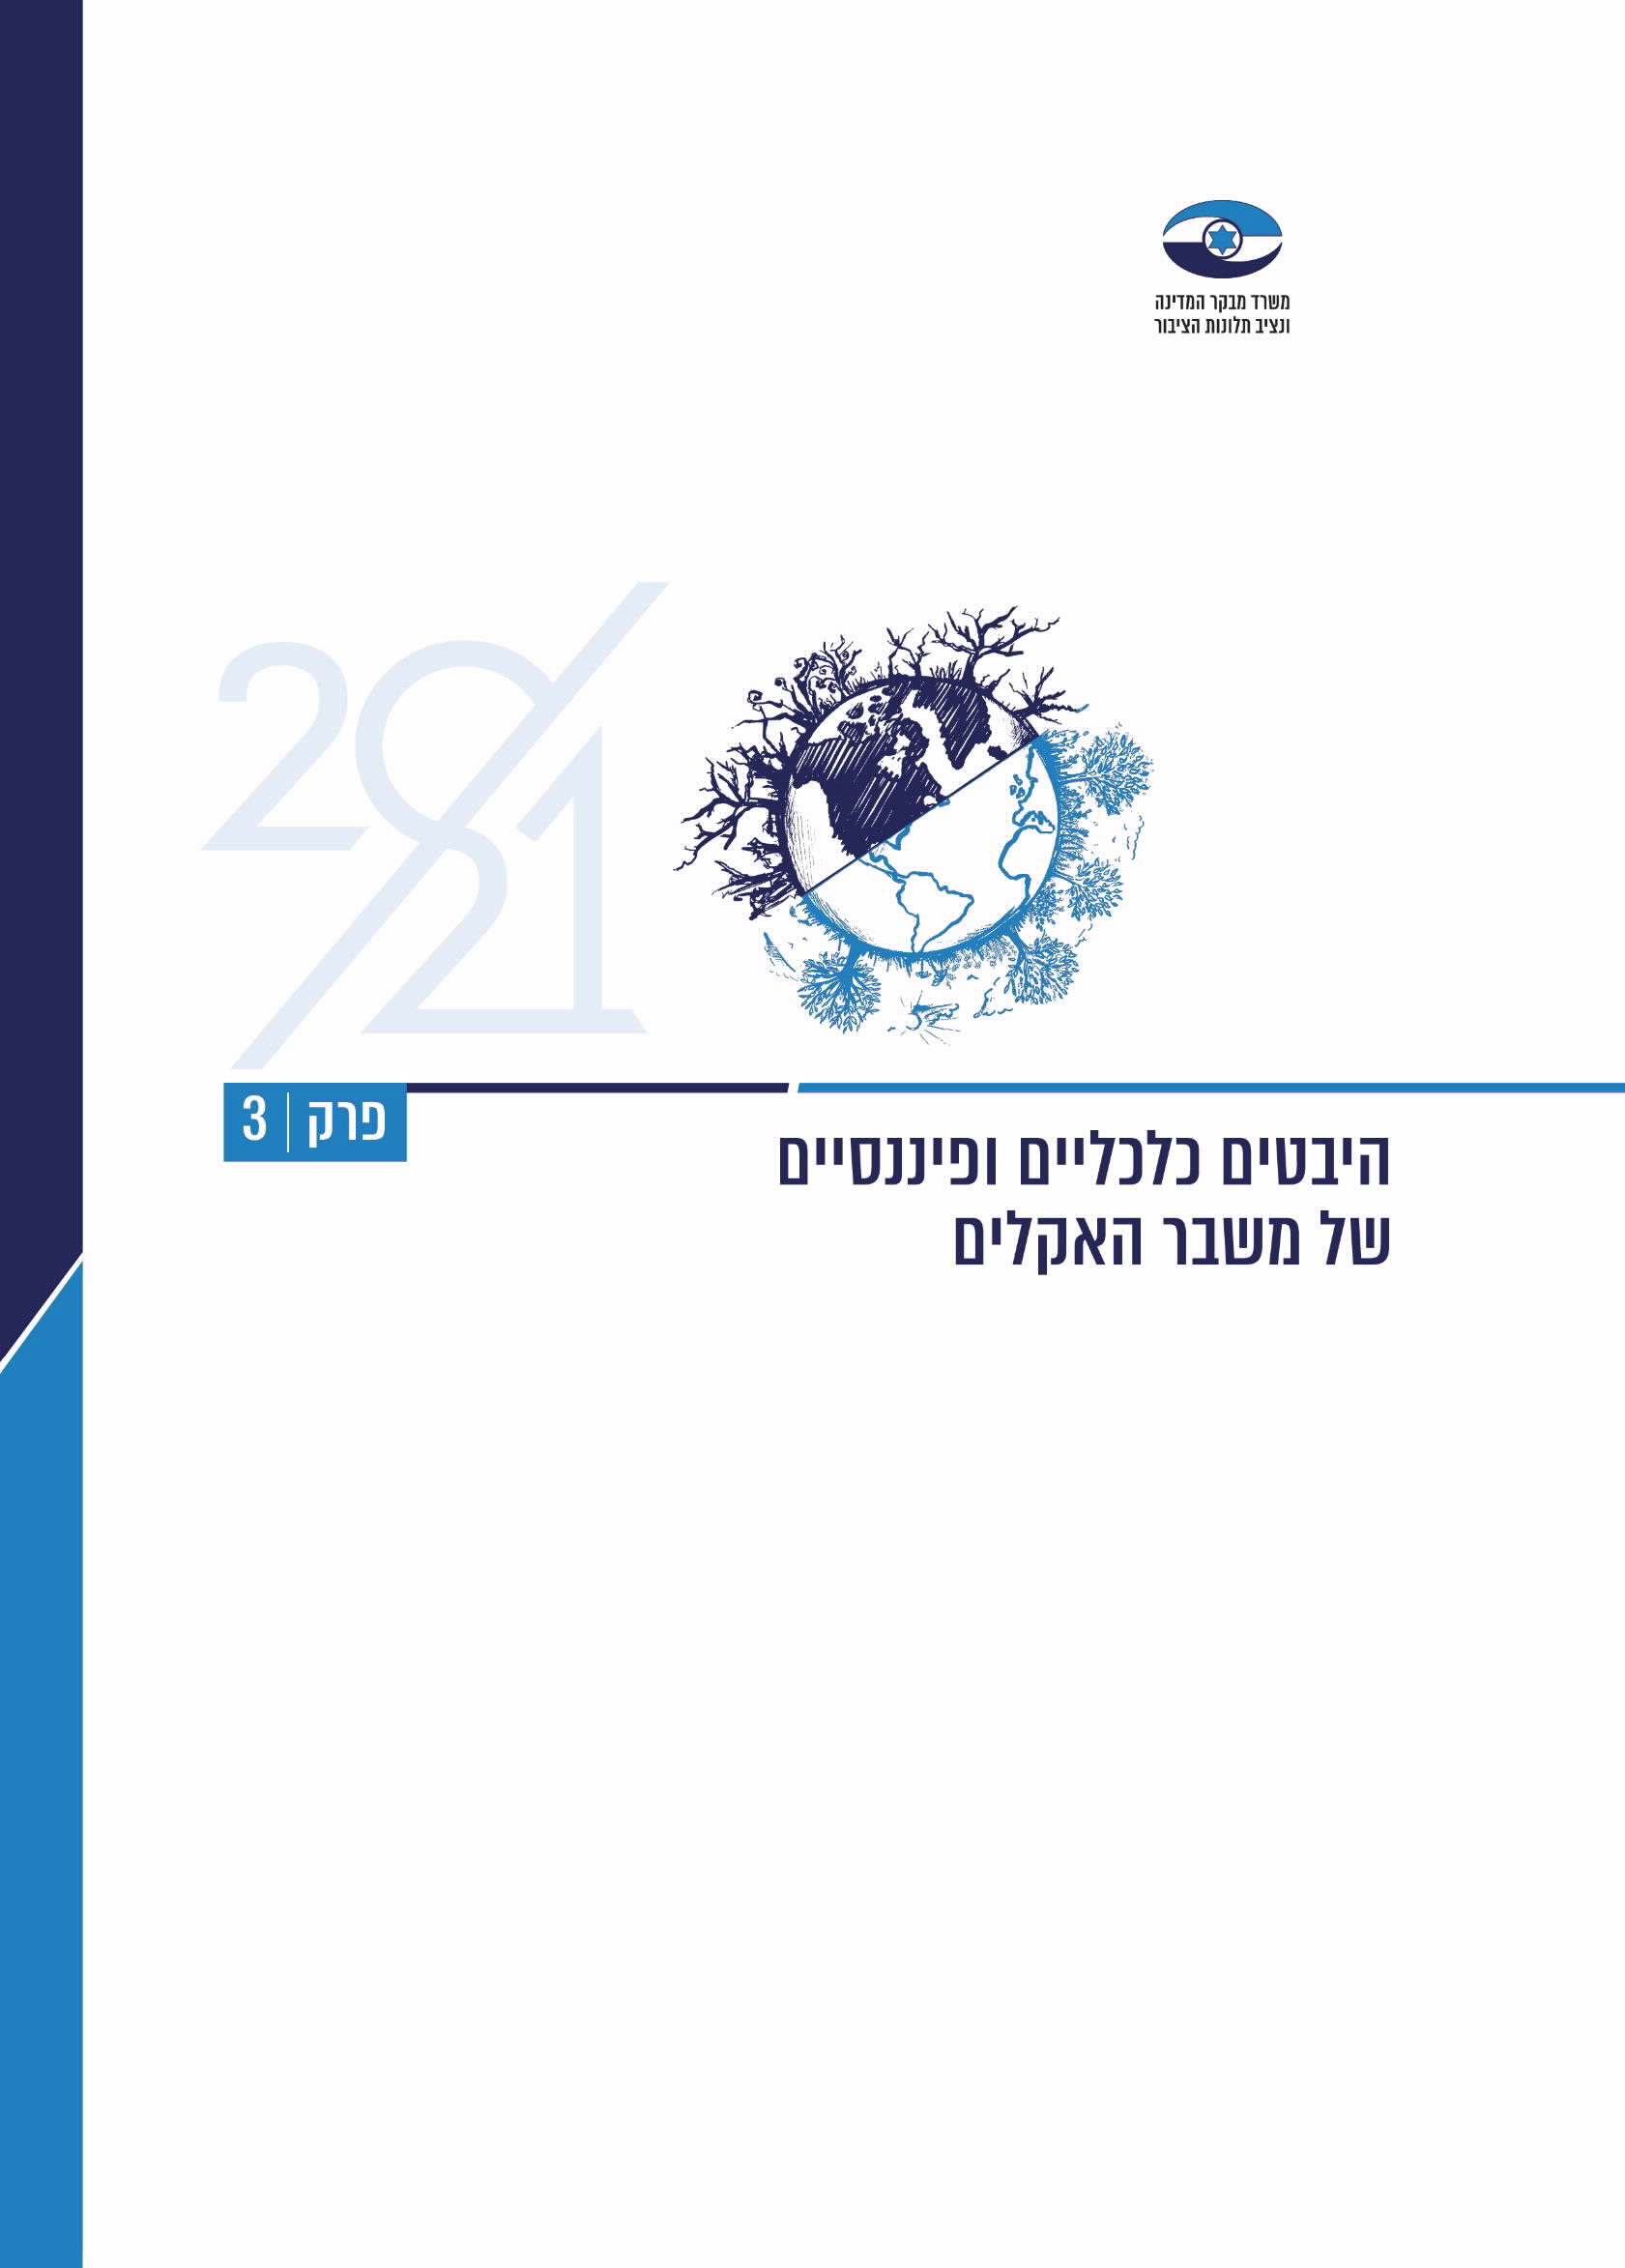 משרד מבקר המדינה
ונציב תלונות הציבור
2021
פרק | 3
היבטים כלכליים ופיננסיים
של משבר האקלים